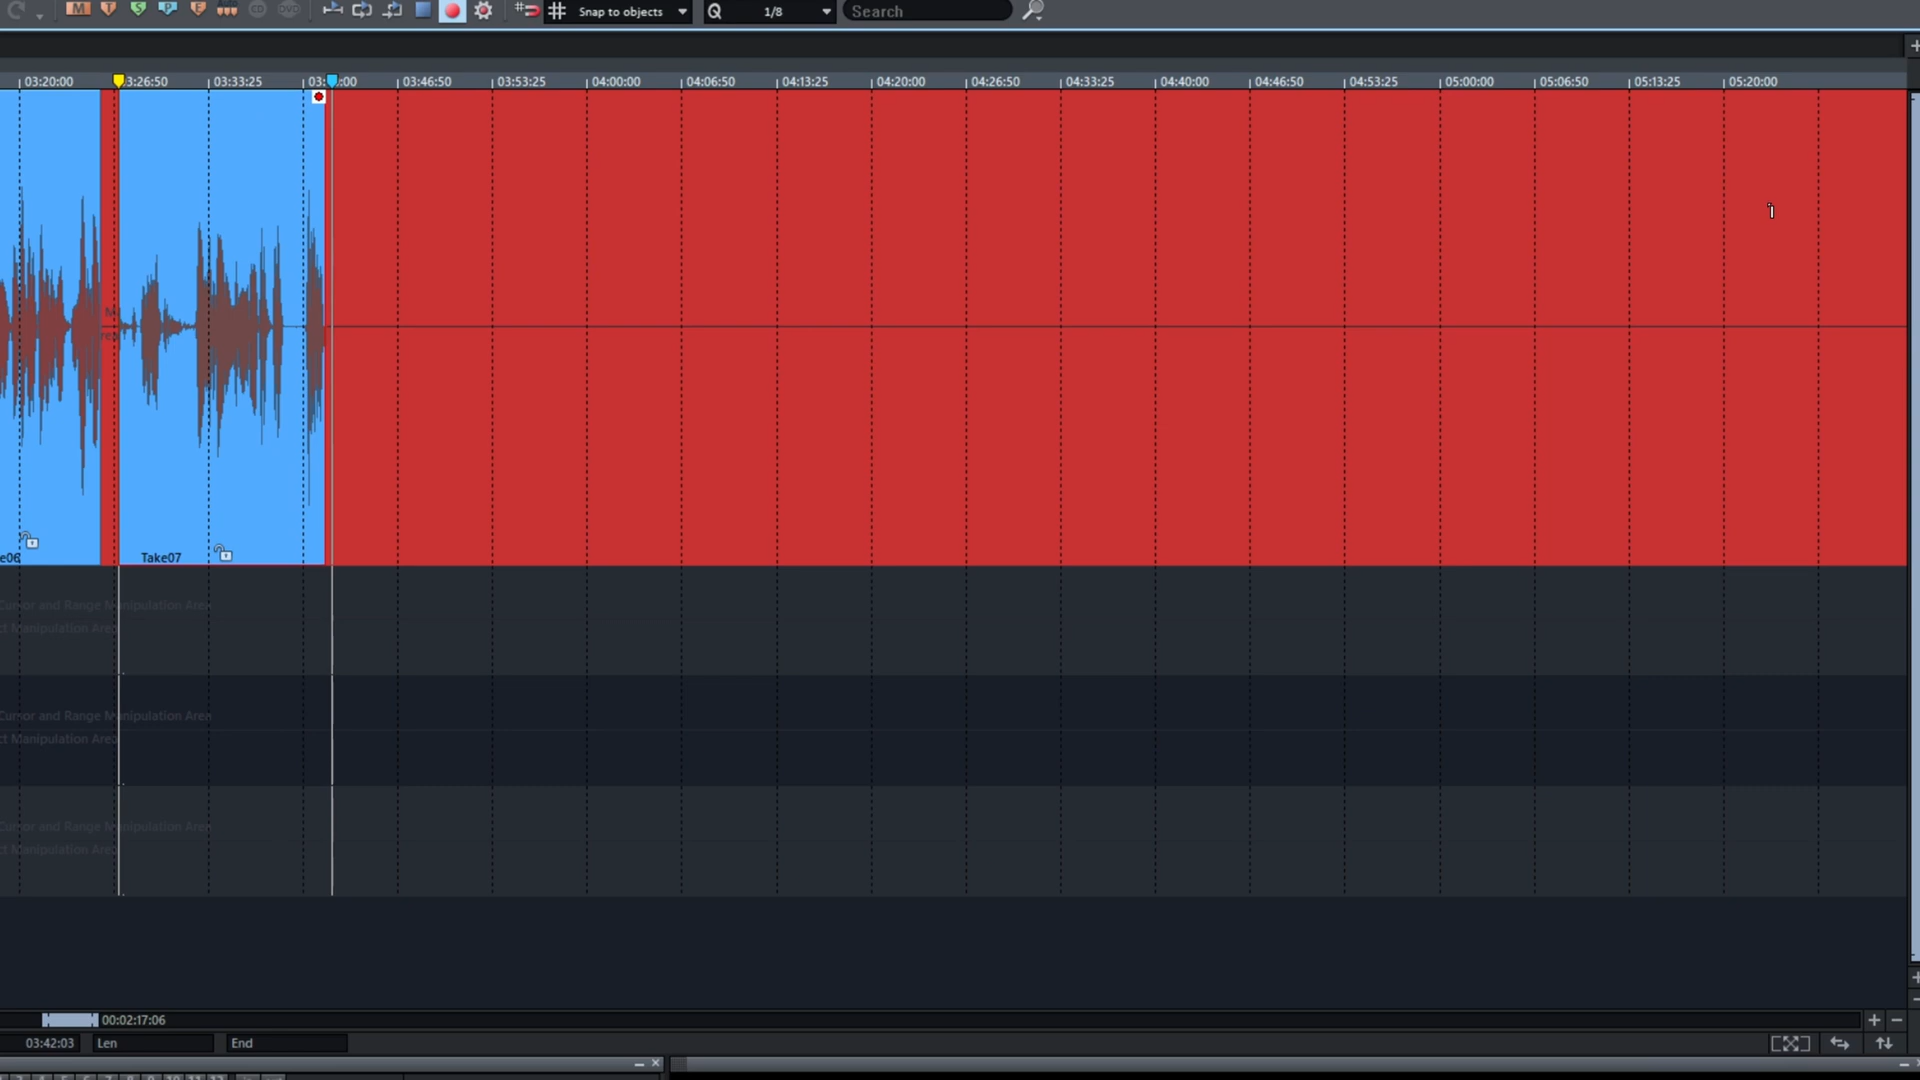 M T S P E Auto CD DVD Snap to objects Q 1/8 Search
03:20:00 3:26:50 03:33:25 03: :00 03:46:50 03:53:25 04:00:00 04:06:50 04:13:25 04:20:00 04:26:50 04:33:25 04:40:00 04:46:50 04:53:25 05:00:00 05:06:50 05:13:25 05:20:00
e06 Take07
Cursor and Range Manipulation Area
ct Manipulation Area
Cursor and Range Manipulation Area
ct Manipulation Area
Cursor and Range Manipulation Area
ct Manipulation Area
00:02:17:06
03:42:03 Len End